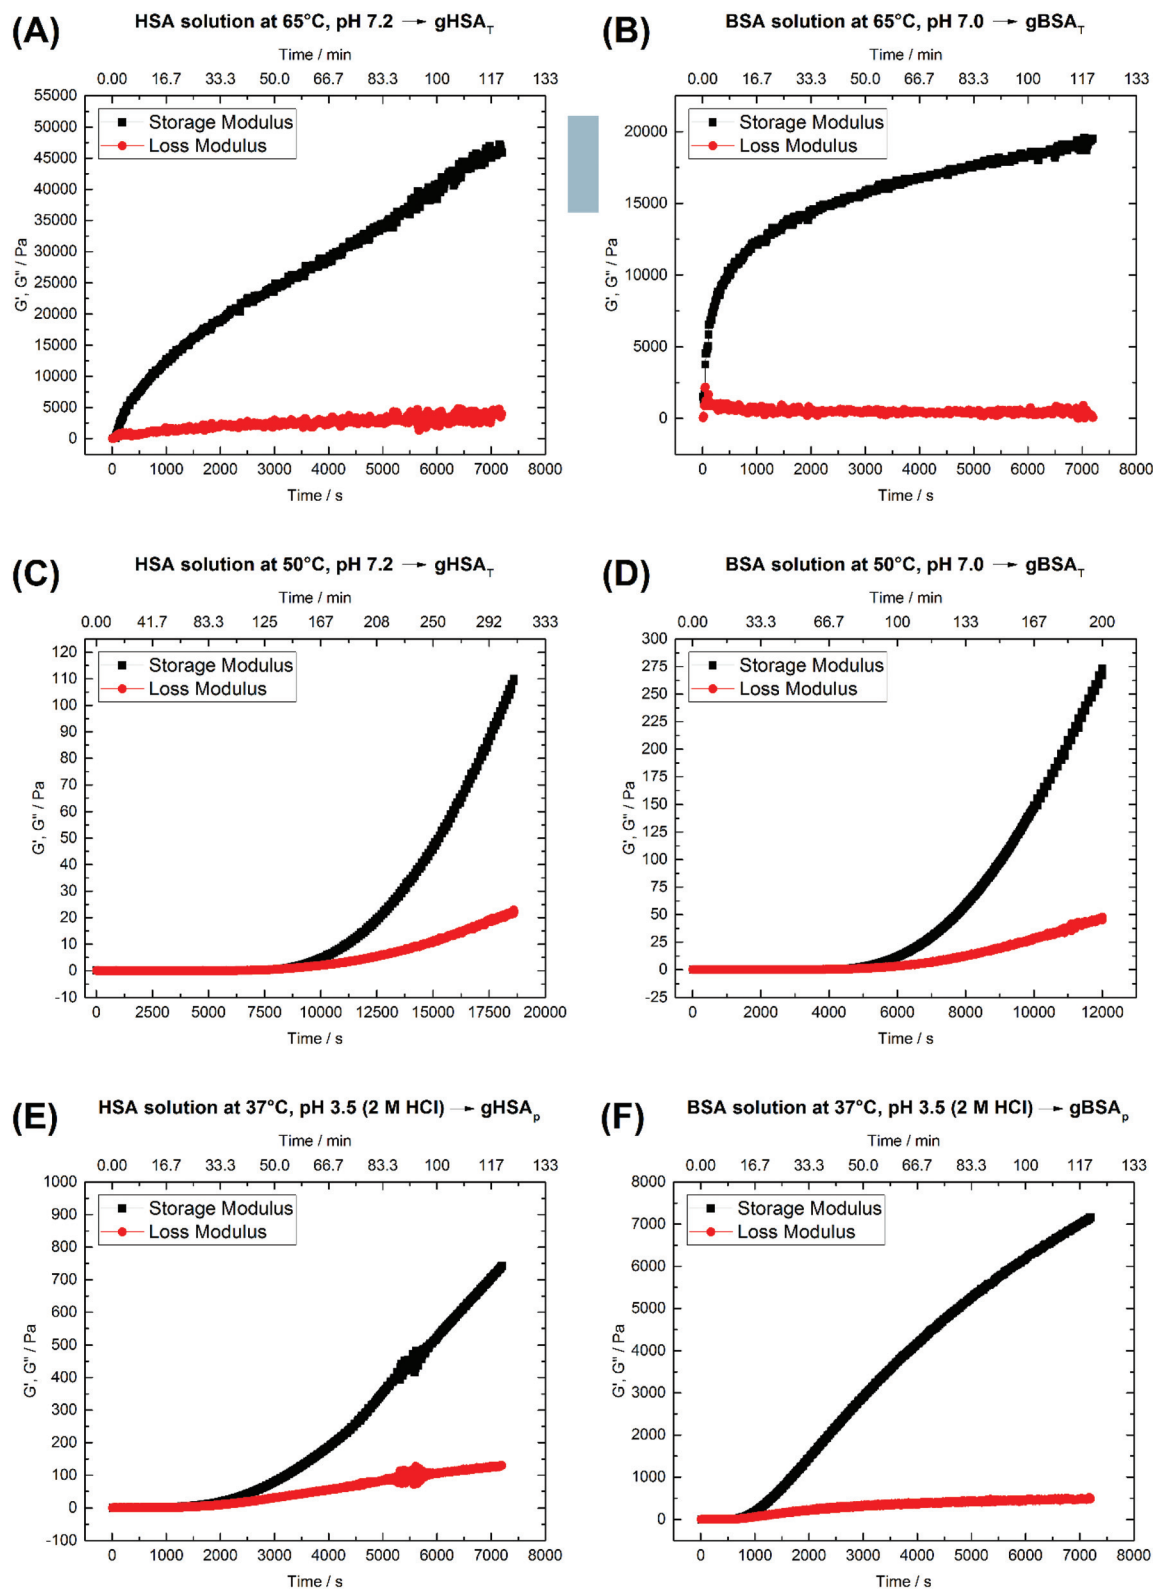 (A)
HSA solution at 65°C, pH 7.2 → gHSA_T
Time / min
0.00 16.7 33.3 50.0 66.7 83.3 100 117 133
55000
50000
45000
40000
35000
30000
25000
20000
15000
10000
5000
0
G', G'' / Pa
Storage Modulus
Loss Modulus
0 1000 2000 3000 4000 5000 6000 7000 8000
Time / s
(B)
BSA solution at 65°C, pH 7.0 → gBSA_T
Time / min
0.00 16.7 33.3 50.0 66.7 83.3 100 117 133
20000
15000
10000
5000
0
G', G'' / Pa
Storage Modulus
Loss Modulus
0 1000 2000 3000 4000 5000 6000 7000 8000
Time / s
(C)
HSA solution at 50°C, pH 7.2 → gHSA_T
Time / min
0.00 41.7 83.3 125 167 208 250 292 333
120
110
100
90
80
70
60
50
40
30
20
10
0
-10
G', G'' / Pa
Storage Modulus
Loss Modulus
0 2500 5000 7500 10000 12500 15000 17500 20000
Time / s
(D)
BSA solution at 50°C, pH 7.0 → gBSA_T
Time / min
0.00 33.3 66.7 100 133 167 200
300
275
250
225
200
175
150
125
100
75
50
25
0
-25
G', G'' / Pa
Storage Modulus
Loss Modulus
0 2000 4000 6000 8000 10000 12000
Time / s
(E)
HSA solution at 37°C, pH 3.5 (2 M HCl) → gHSA_p
Time / min
0.00 16.7 33.3 50.0 66.7 83.3 100 117 133
1000
900
800
700
600
500
400
300
200
100
0
-100
G', G'' / Pa
Storage Modulus
Loss Modulus
0 1000 2000 3000 4000 5000 6000 7000 8000
Time / s
(F)
BSA solution at 37°C, pH 3.5 (2 M HCl) → gBSA_p
Time / min
0.00 16.7 33.3 50.0 66.7 83.3 100 117 133
8000
7000
6000
5000
4000
3000
2000
1000
0
G', G'' / Pa
Storage Modulus
Loss Modulus
0 1000 2000 3000 4000 5000 6000 7000 8000
Time / s